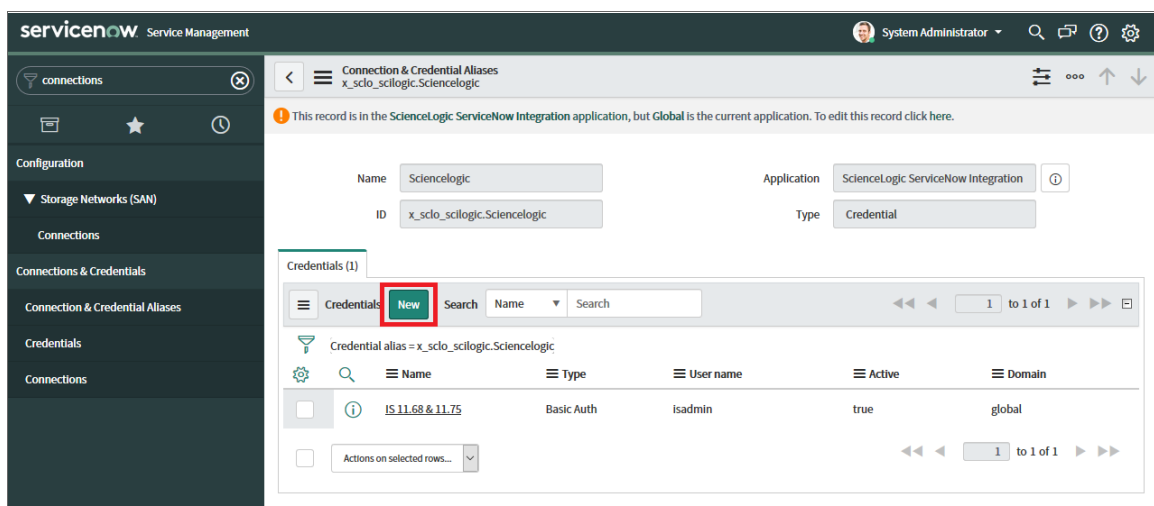 servicenow Service Management
System Administrator
connections
Connection & Credential Aliases
x_sclo_scilogic.Sciencelogic
This record is in the ScienceLogic ServiceNow Integration application, but Global is the current application. To edit this record click here.
Configuration
Storage Networks (SAN)
Connections
Connections & Credentials
Connection & Credential Aliases
Credentials
Connections
Name Sciencelogic Application ScienceLogic ServiceNow Integration
ID x_sclo_scilogic.Sciencelogic Type Credential
Credentials (1)
Credentials New Search Name Search 1 to 1 of 1
Credential alias = x_sclo_scilogic.Sciencelogic
Name Type User name Active Domain
IS 11.68 & 11.75 Basic Auth isadmin true global
Actions on selected rows... 1 to 1 of 1